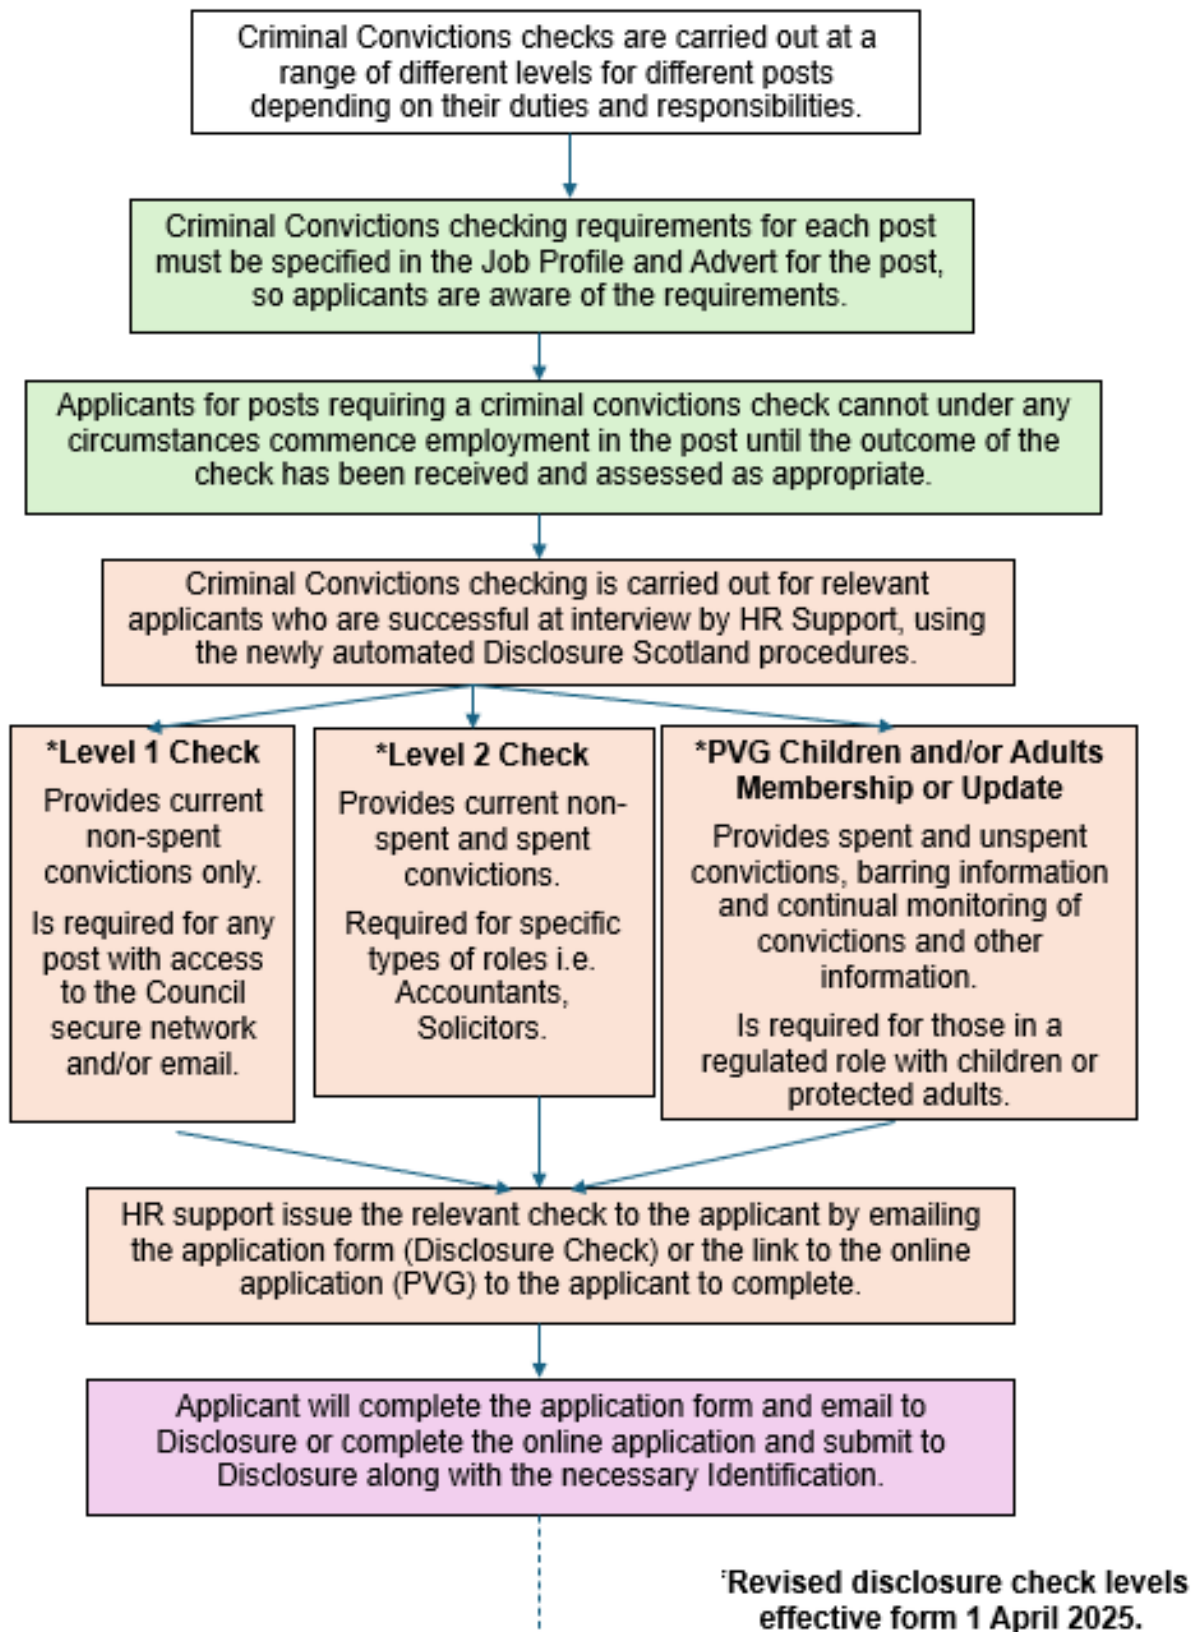 Criminal Convictions checks are carried out at a
range of different levels for different posts
depending on their duties and responsibilities.
Criminal Convictions checking requirements for each post
must be specified in the Job Profile and Advert for the post,
so applicants are aware of the requirements.
Applicants for posts requiring a criminal convictions check cannot under any
circumstances commence employment in the post until the outcome of the
check has been received and assessed as appropriate.
Criminal Convictions checking is carried out for relevant
applicants who are successful at interview by HR Support, using
the newly automated Disclosure Scotland procedures.
*Level 1 Check
Provides current
non-spent
convictions only.
Is required for any
post with access
to the Council
secure network
and/or email.
*Level 2 Check
Provides current non-
spent and spent
convictions.
Required for specific
types of roles i.e.
Accountants,
Solicitors.
*PVG Children and/or Adults
Membership or Update
Provides spent and unspent
convictions, barring information
and continual monitoring of
convictions and other
information.
Is required for those in a
regulated role with children or
protected adults.
HR support issue the relevant check to the applicant by emailing
the application form (Disclosure Check) or the link to the online
application (PVG) to the applicant to complete.
Applicant will complete the application form and email to
Disclosure or complete the online application and submit to
Disclosure along with the necessary Identification.
*Revised disclosure check levels
effective form 1 April 2025.